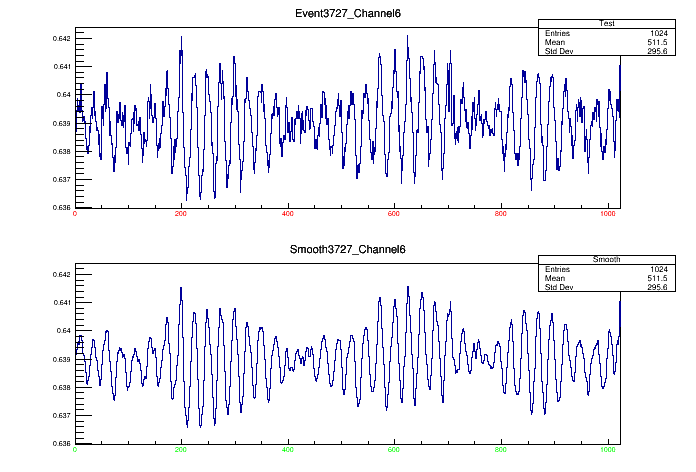 Event3727_Channel6
Test
Entries 1024
Mean 511.5
Std Dev 295.6
0.642
0.641
0.64
0.639
0.638
0.637
0.636
0 200 400 600 800 1000
Smooth3727_Channel6
Smooth
Entries 1024
Mean 511.5
Std Dev 295.6
0.642
0.641
0.64
0.639
0.638
0.637
0.636
0 200 400 600 800 1000